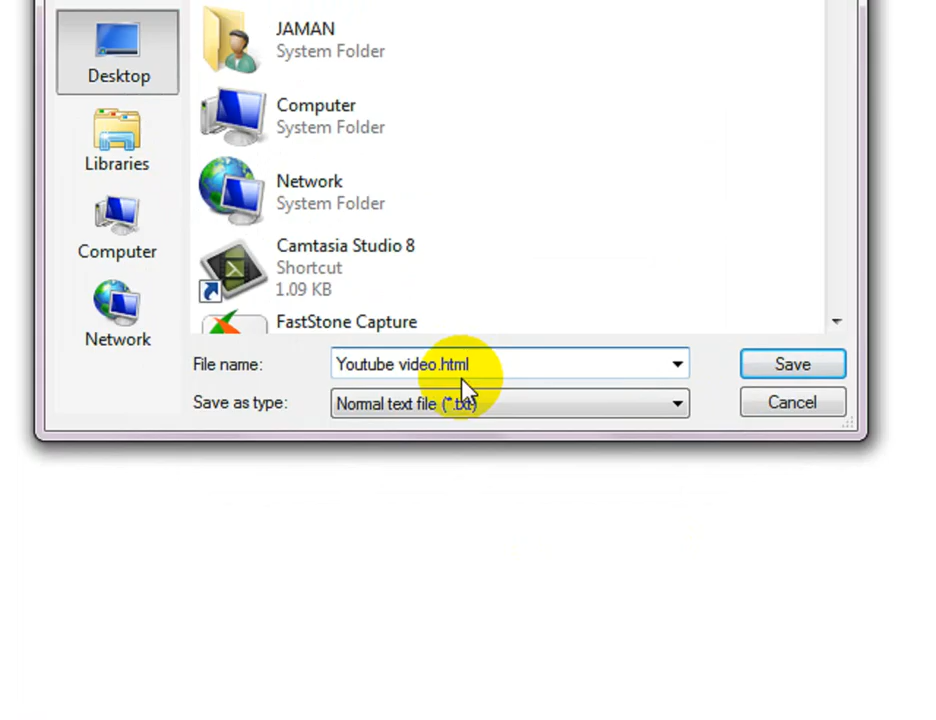 Desktop
Libraries
Computer
Network
JAMAN
System Folder
Computer
System Folder
Network
System Folder
Camtasia Studio 8
Shortcut
1.09 KB
FastStone Capture
File name:
Youtube video.html
Save
Save as type:
Normal text file (*.txt)
Cancel